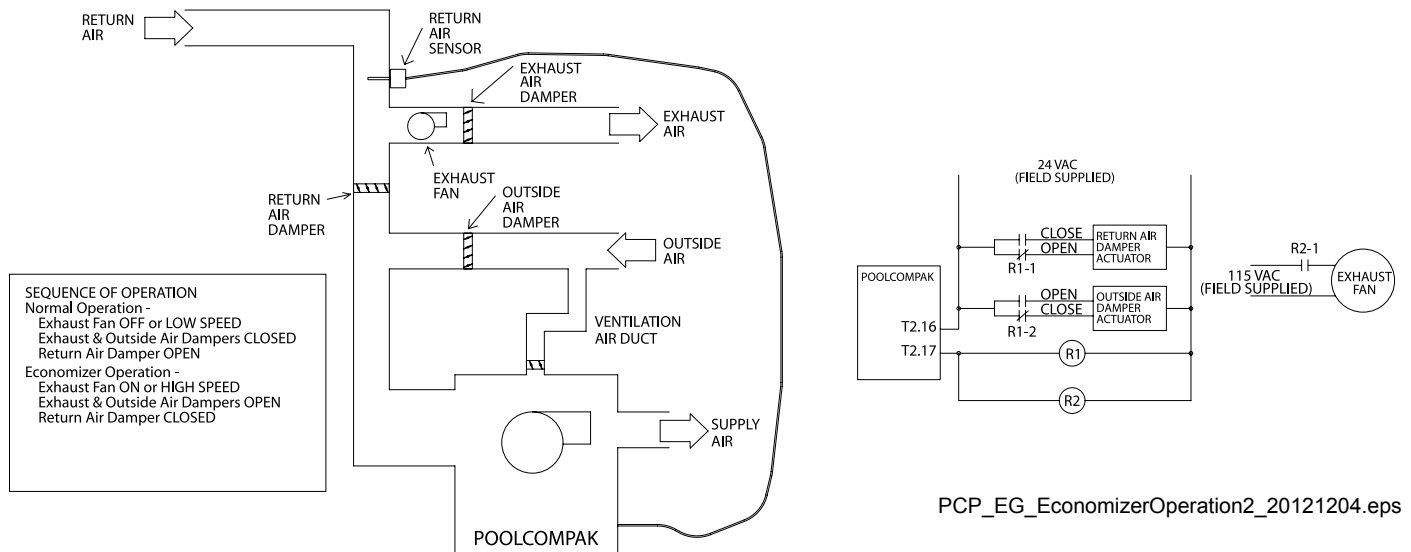 RETURN
AIR
RETURN
AIR
SENSOR
EXHAUST
AIR
DAMPER
EXHAUST
AIR
EXHAUST
FAN
RETURN
AIR
DAMPER
OUTSIDE
AIR
DAMPER
OUTSIDE
AIR
SEQUENCE OF OPERATION
Normal Operation -
Exhaust Fan OFF or LOW SPEED
Exhaust & Outside Air Dampers CLOSED
Return Air Damper OPEN
Economizer Operation -
Exhaust Fan ON or HIGH SPEED
Exhaust & Outside Air Dampers OPEN
Return Air Damper CLOSED
VENTILATION
AIR DUCT
SUPPLY
AIR
POOLCOMPAK
24 VAC
(FIELD SUPPLIED)
CLOSE
OPEN
R1-1
RETURN AIR
DAMPER
ACTUATOR
OPEN
CLOSE
R1-2
OUTSIDE AIR
DAMPER
ACTUATOR
POOLCOMPAK
T2.16
T2.17
R1
R2
R2-1
115 VAC
(FIELD SUPPLIED)
EXHAUST
FAN
PCP_EG_EconomizerOperation2_20121204.eps